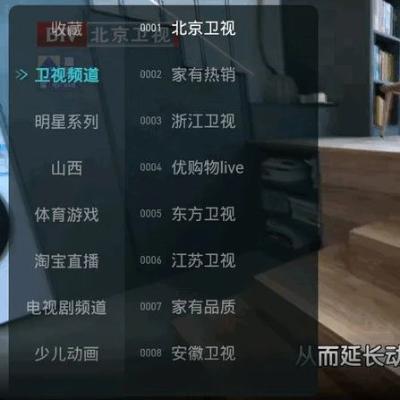 收藏
卫视频道
明星系列
山西
体育游戏
淘宝直播
电视剧频道
少儿动画
0001 北京卫视
0002 家有热销
0003 浙江卫视
0004 优购物live
0005 东方卫视
0006 江苏卫视
0007 家有品质
0008 安徽卫视
北京卫视
从而延长动